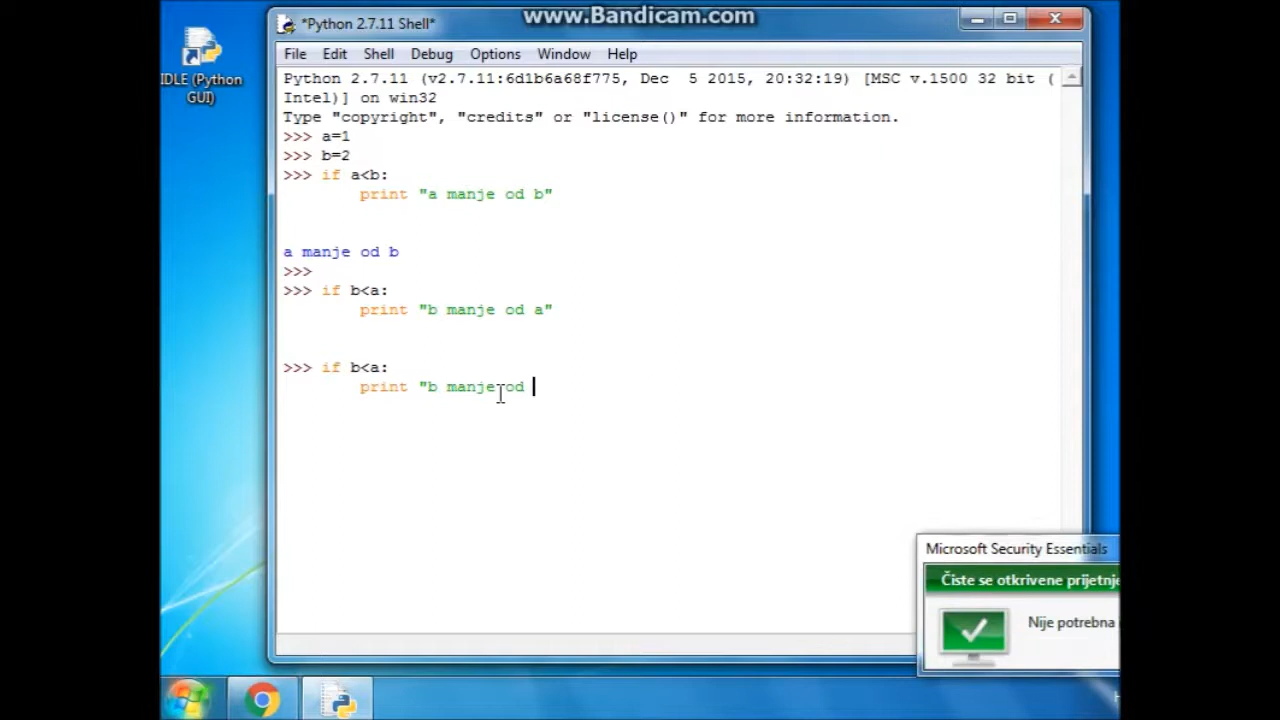 www.Bandicam.com
*Python 2.7.11 Shell*
File Edit Shell Debug Options Window Help
IDLE (Python
GUI)
Python 2.7.11 (v2.7.11:6d1b6a68f775, Dec  5 2015, 20:32:19) [MSC v.1500 32 bit (
Intel)] on win32
Type "copyright", "credits" or "license()" for more information.
>>> a=1
>>> b=2
>>> if a<b:
        print "a manje od b"
a manje od b
>>>
>>> if b<a:
        print "b manje od a"
>>> if b<a:
        print "b manje od
Microsoft Security Essentials
Čiste se otkrivene prijetnje
Nije potrebna